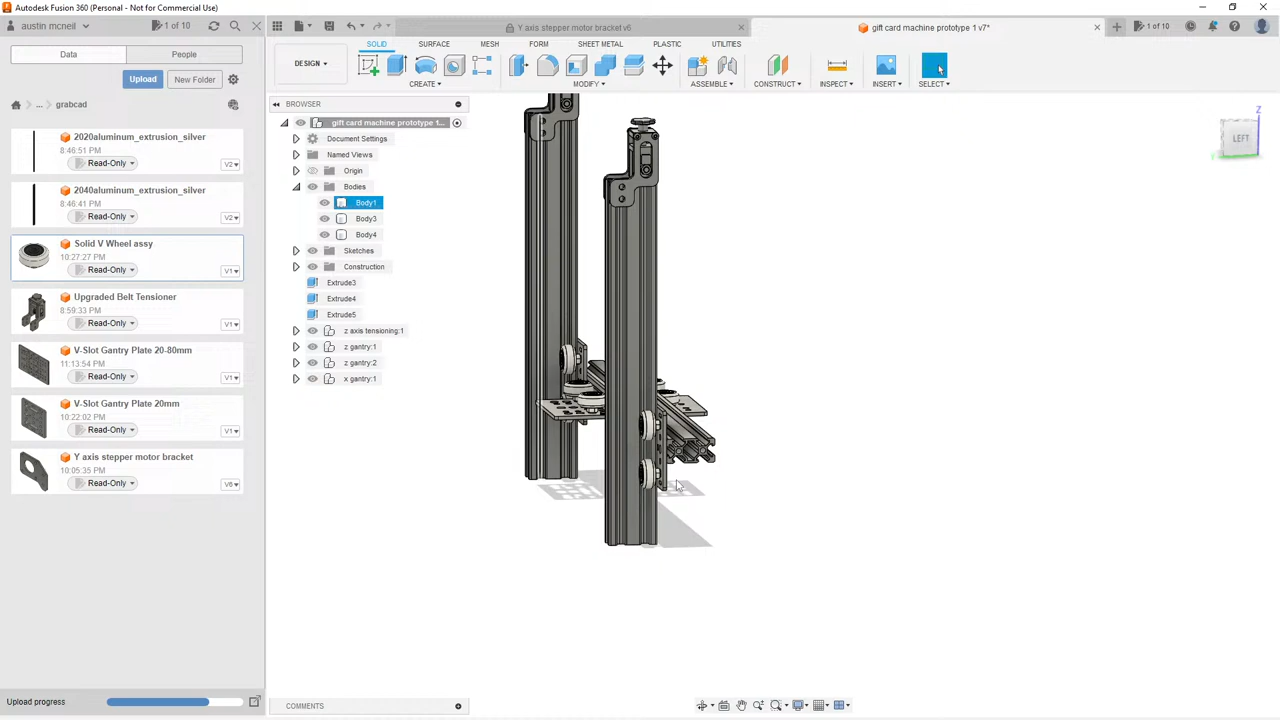 Autodesk Fusion 360 (Personal - Not for Commercial Use)
austin mcneil
1 of 10
Y axis stepper motor bracket v6
gift card machine prototype 1 v7*
1 of 10
Data
People
Upload
New Folder
... grabcad
2020aluminum_extrusion_silver
8:46:51 PM
Read-Only
V2
2040aluminum_extrusion_silver
8:46:41 PM
Read-Only
V2
Solid V Wheel assy
10:27:27 PM
Read-Only
V1
Upgraded Belt Tensioner
8:59:33 PM
Read-Only
V1
V-Slot Gantry Plate 20-80mm
11:13:54 PM
Read-Only
V1
V-Slot Gantry Plate 20mm
10:22:02 PM
Read-Only
V1
Y axis stepper motor bracket
10:05:35 PM
Read-Only
V6
Upload progress
DESIGN
SOLID SURFACE MESH FORM SHEET METAL PLASTIC UTILITIES
CREATE MODIFY ASSEMBLE CONSTRUCT INSPECT INSERT SELECT
BROWSER
gift card machine prototype 1...
Document Settings
Named Views
Origin
Bodies
Body1
Body3
Body4
Sketches
Construction
Extrude3
Extrude4
Extrude5
z axis tensioning:1
z gantry:1
z gantry:2
x gantry:1
COMMENTS
Z
LEFT
Y